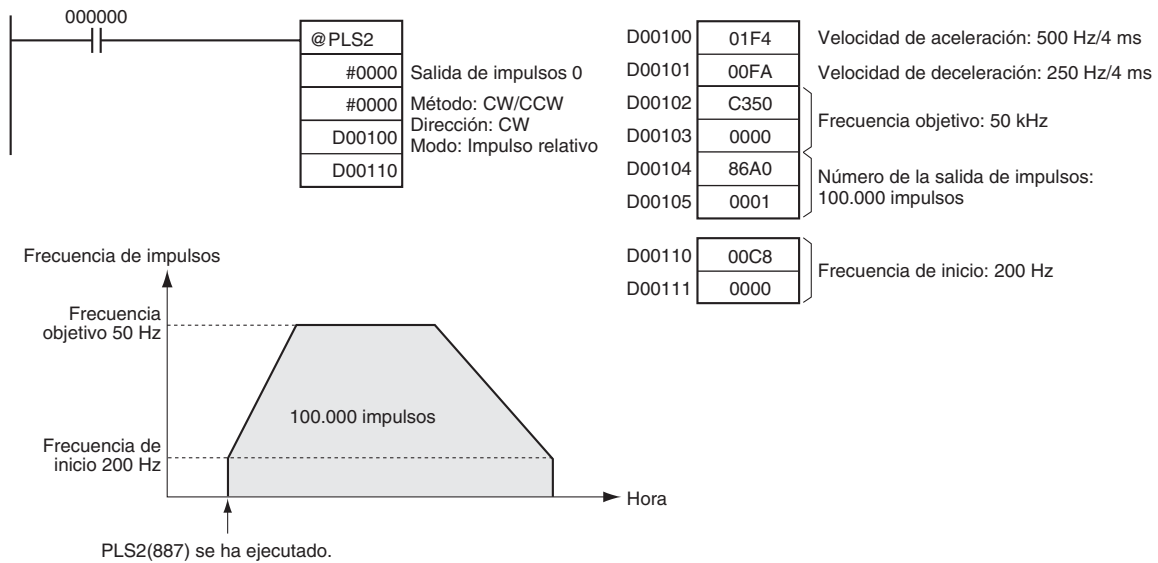 000000
@PLS2
#0000 Salida de impulsos 0
#0000 Método: CW/CCW
Dirección: CW
D00100 Modo: Impulso relativo
D00110
D00100 01F4 Velocidad de aceleración: 500 Hz/4 ms
D00101 00FA Velocidad de deceleración: 250 Hz/4 ms
D00102 C350
Frecuencia objetivo: 50 kHz
D00103 0000
D00104 86A0
Número de la salida de impulsos:
100.000 impulsos
D00105 0001
D00110 00C8
Frecuencia de inicio: 200 Hz
D00111 0000
Frecuencia de impulsos
Frecuencia
objetivo 50 Hz
100.000 impulsos
Frecuencia de
inicio 200 Hz
Hora
PLS2(887) se ha ejecutado.